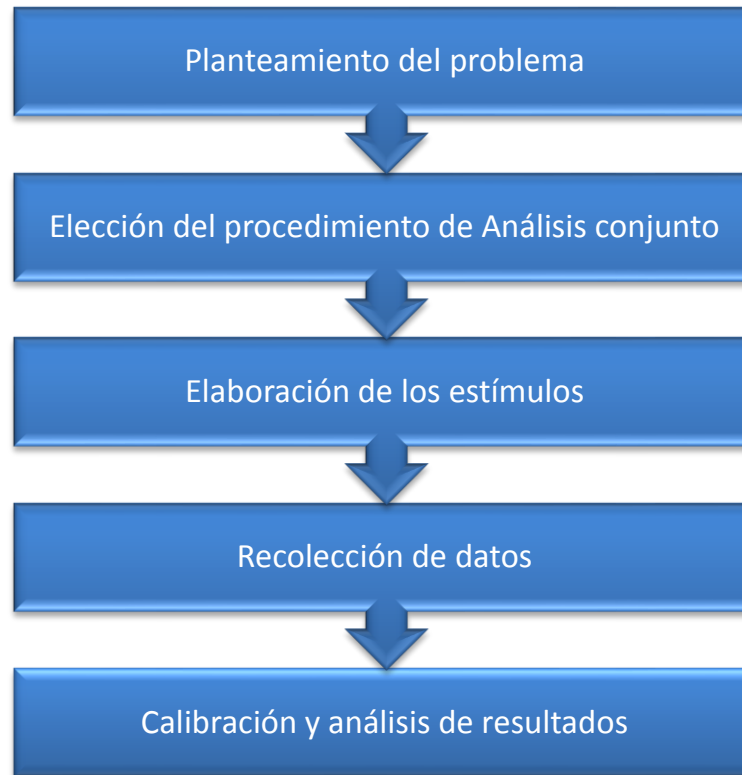 Planteamiento del problema
Elección del procedimiento de Análisis conjunto
Elaboración de los estímulos
Recolección de datos
Calibración y análisis de resultados